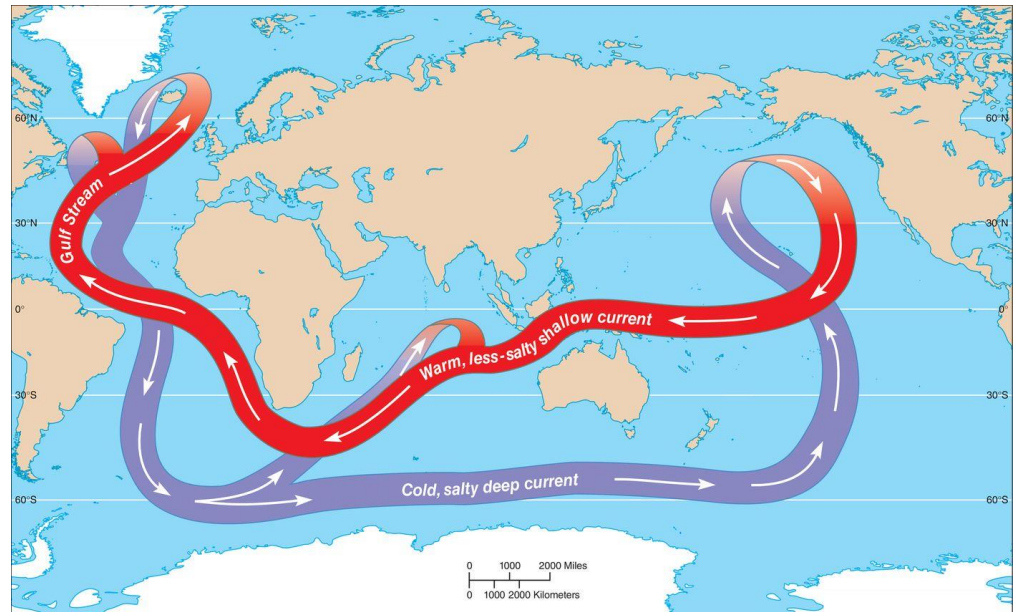 60°N
60°N
Gulf Stream
30°N
30°N
0°
0°
Warm, less-salty shallow current
30°S
30°S
Cold, salty deep current
60°S
60°S
0 1000 2000 Miles
0 1000 2000 Kilometers